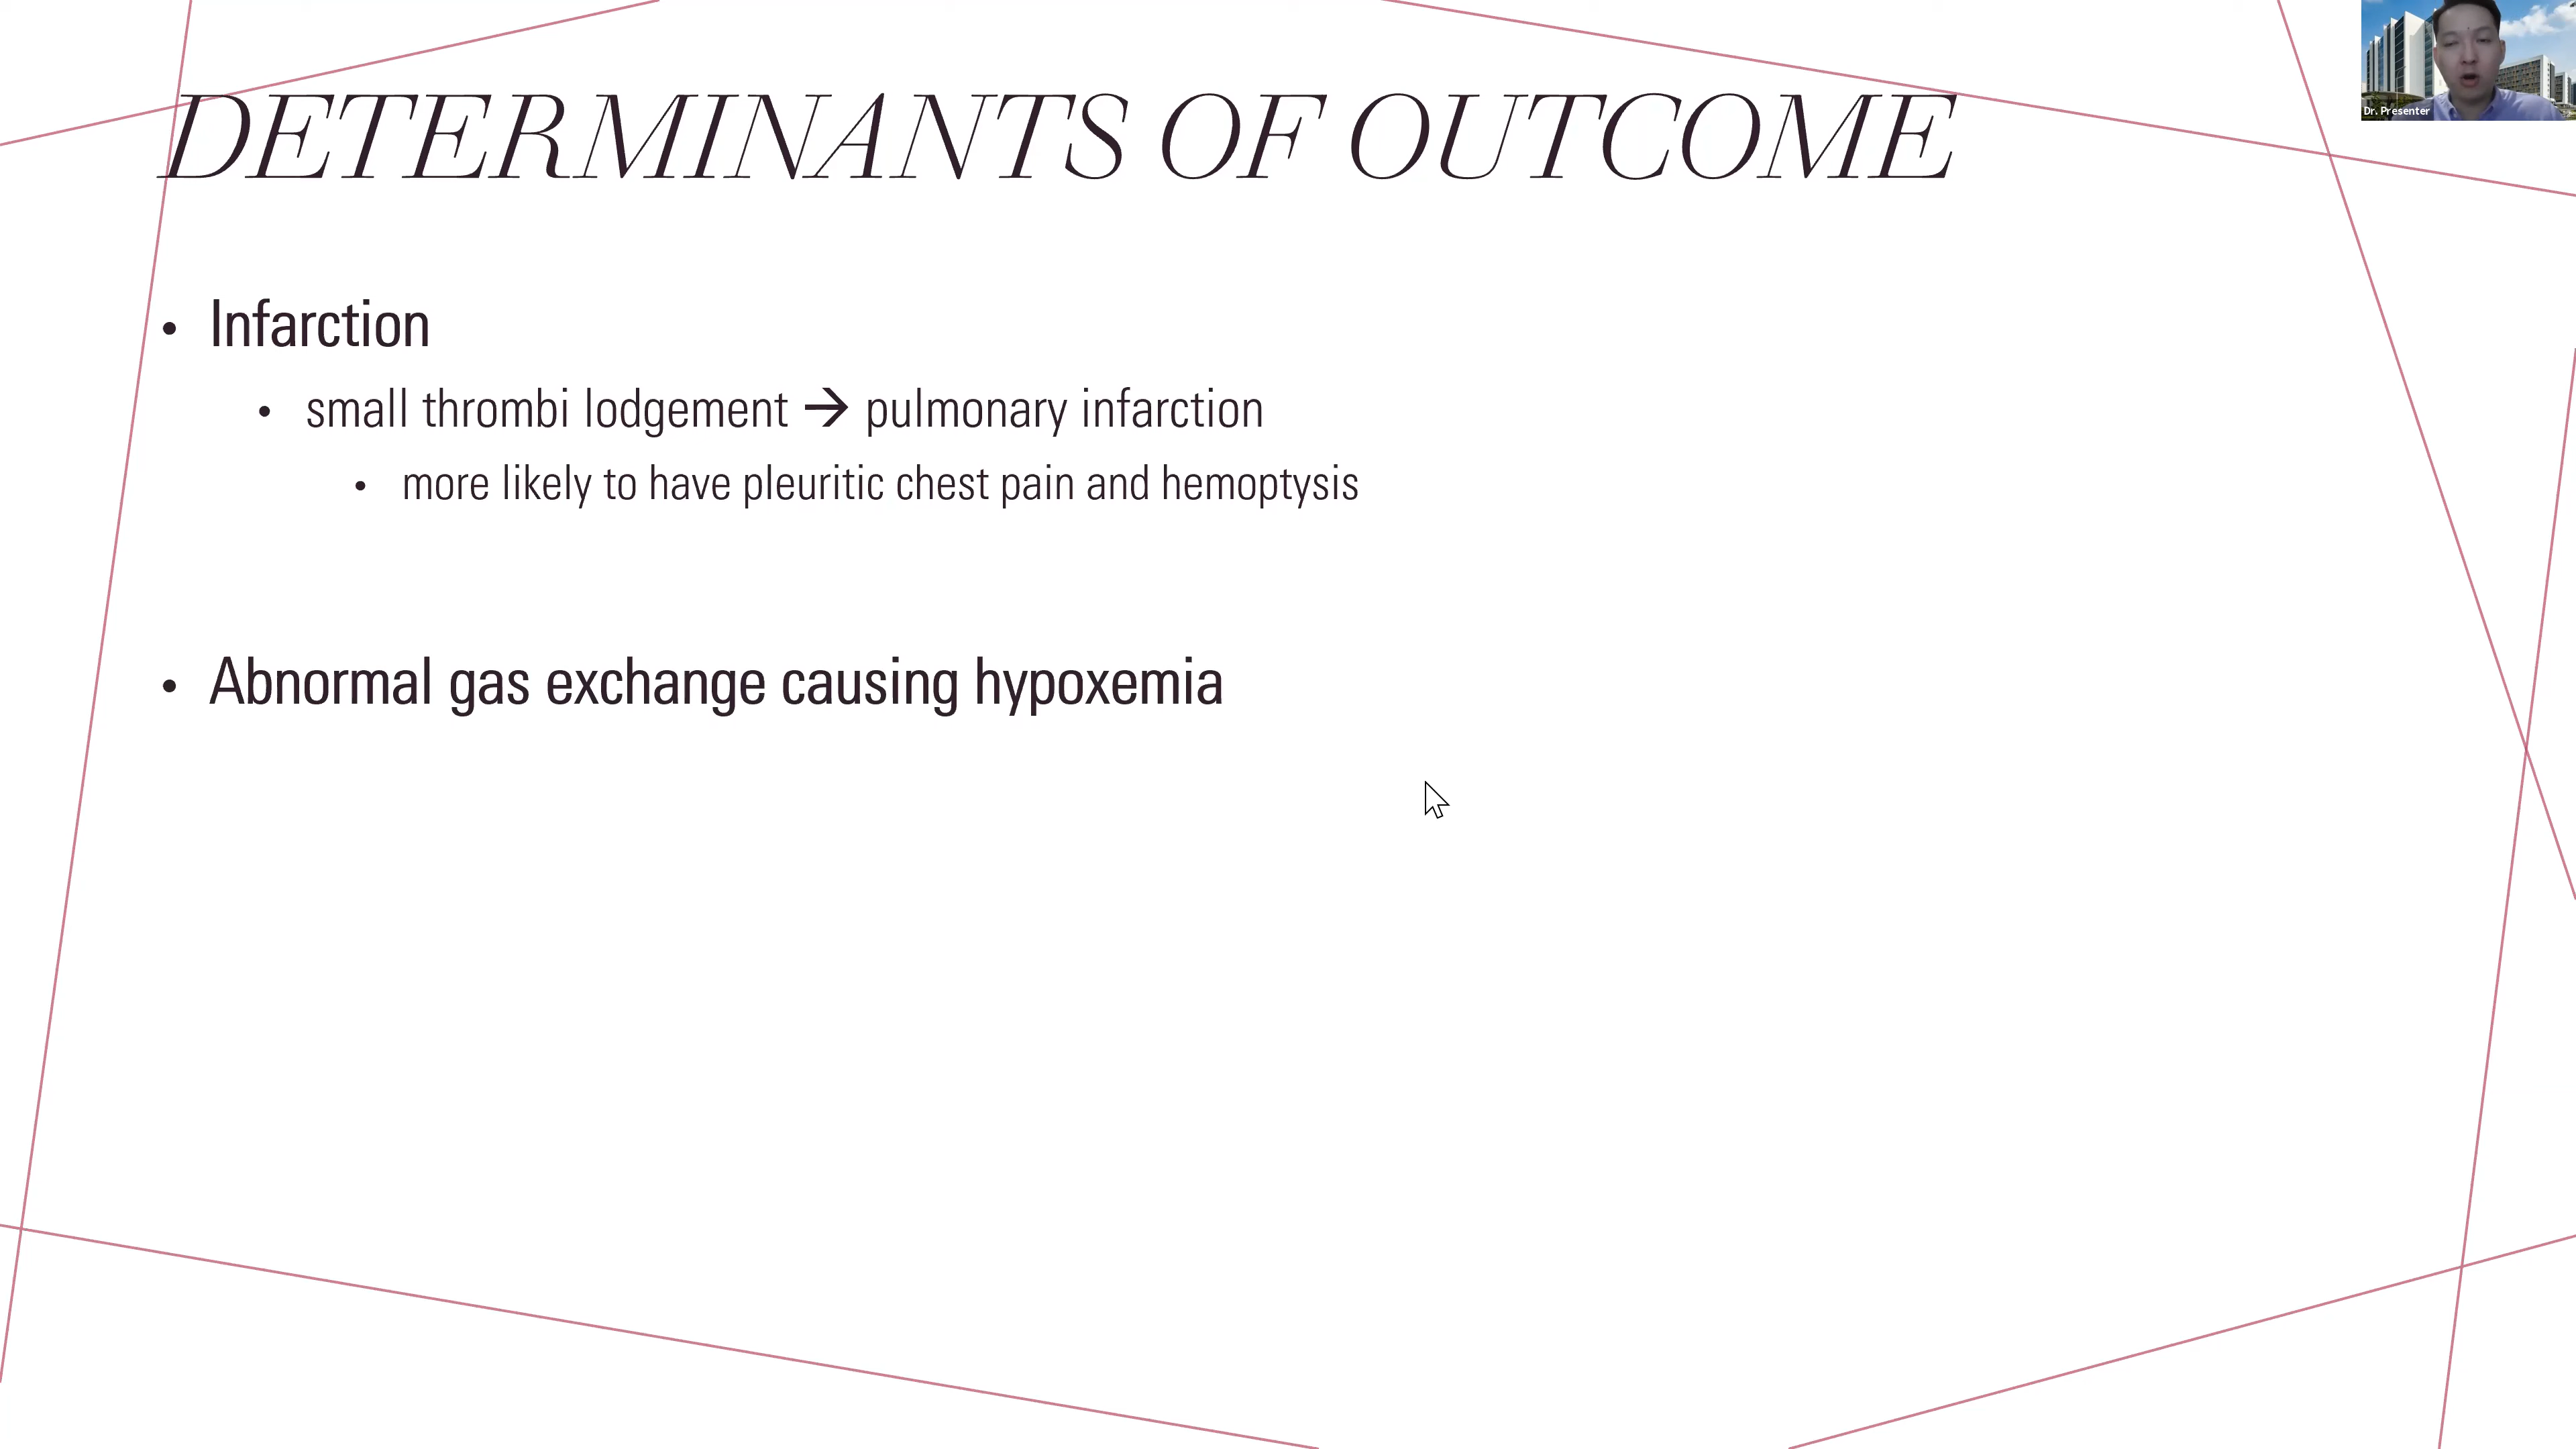 DETERMINANTS OF OUTCOME
Dr. Presenter
• Infarction
• small thrombi lodgement → pulmonary infarction
• more likely to have pleuritic chest pain and hemoptysis
• Abnormal gas exchange causing hypoxemia